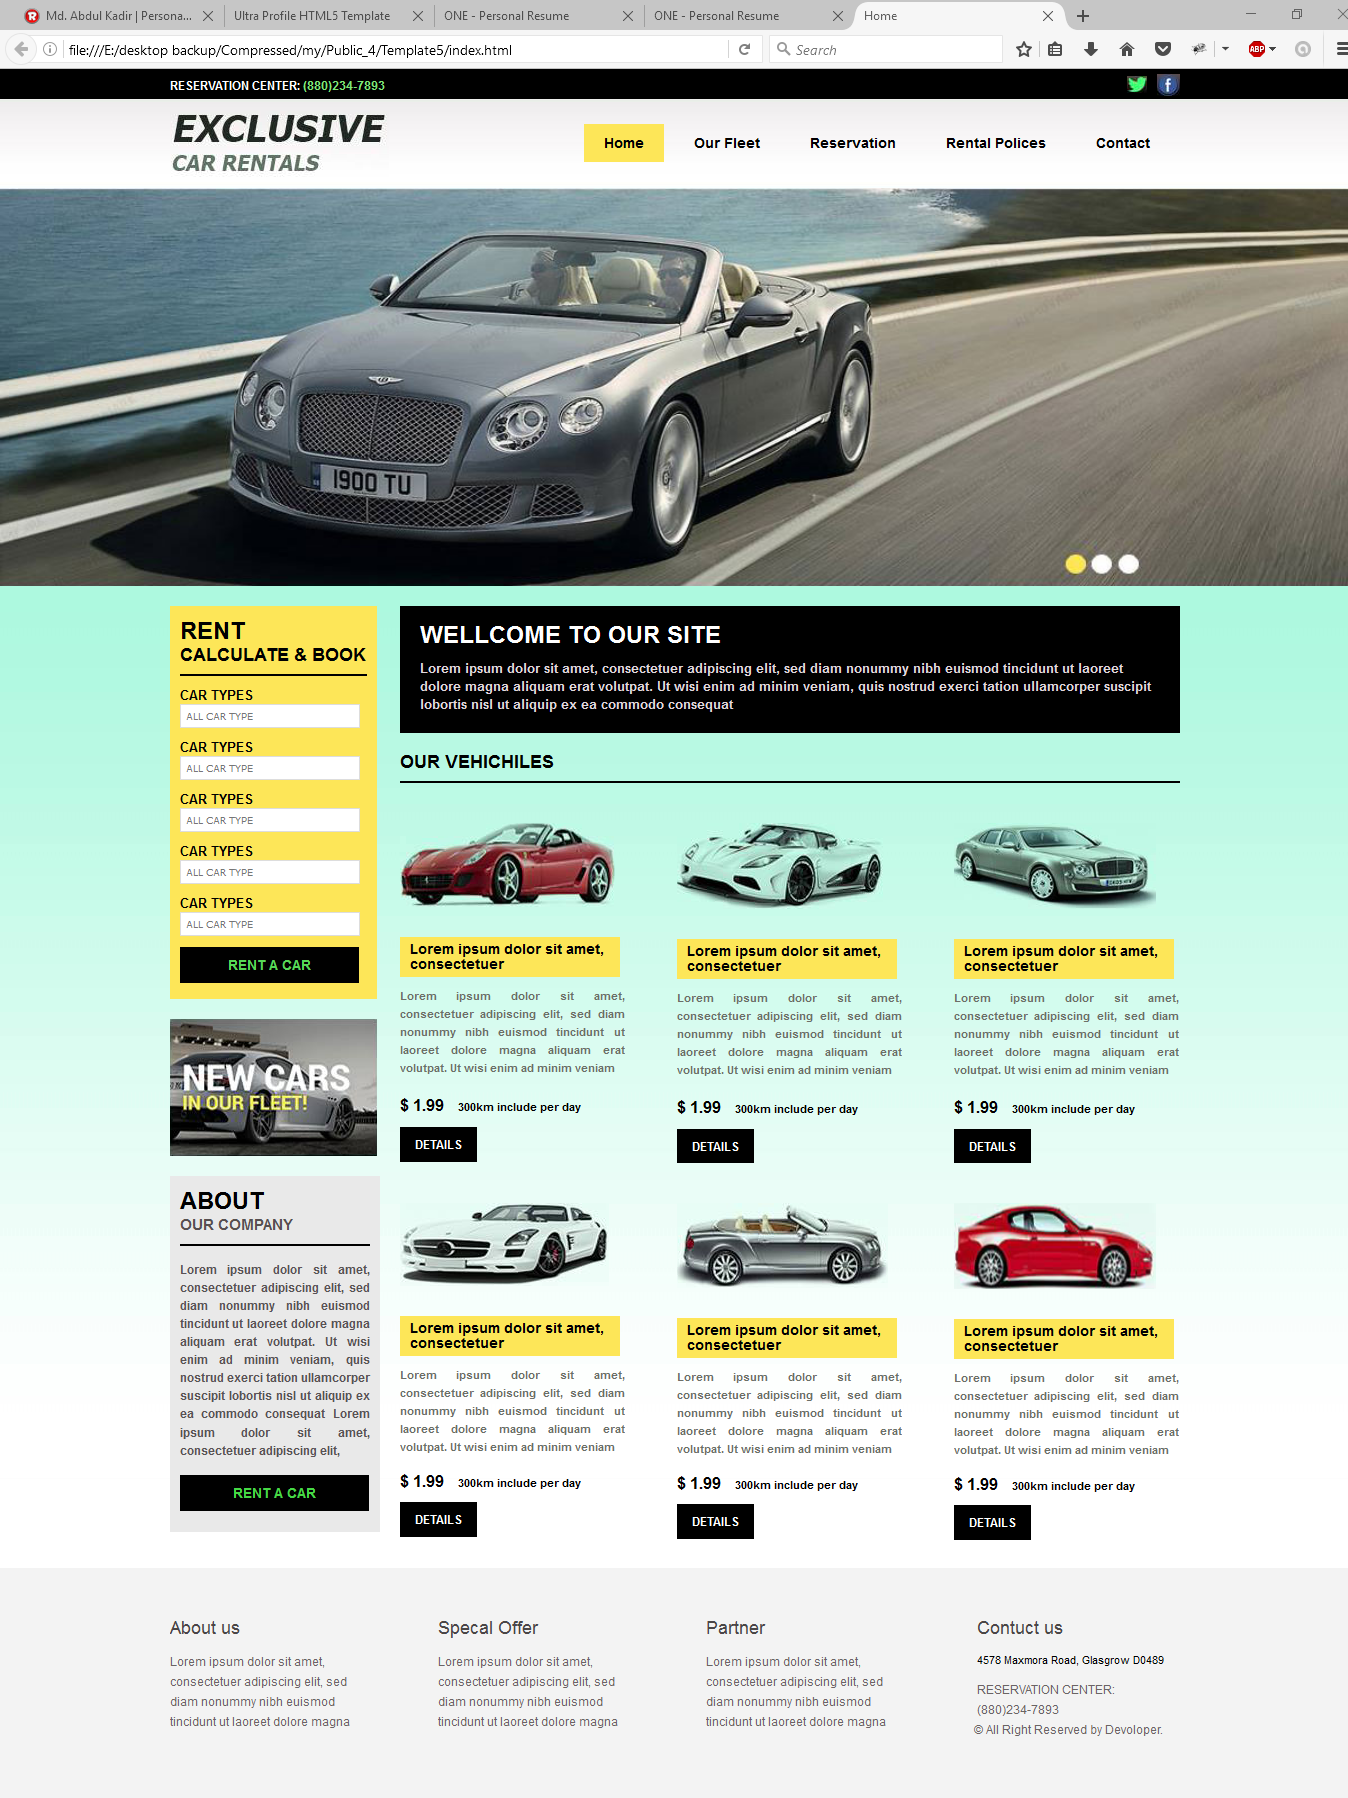 Md. Abdul Kadir | Persona...
Ultra Profile HTML5 Template
ONE - Personal Resume
ONE - Personal Resume
Home
file:///E:/desktop backup/Compressed/my/Public_4/Template5/index.html
Search
ABP
RESERVATION CENTER: (880)234-7893
EXCLUSIVE
CAR RENTALS
Home
Our Fleet
Reservation
Rental Polices
Contact
1900 TU
RENT
CALCULATE & BOOK
CAR TYPES
ALL CAR TYPE
CAR TYPES
ALL CAR TYPE
CAR TYPES
ALL CAR TYPE
CAR TYPES
ALL CAR TYPE
CAR TYPES
ALL CAR TYPE
RENT A CAR
NEW CARS
IN OUR FLEET!
ABOUT
OUR COMPANY
Lorem ipsum dolor sit amet,
consectetuer adipiscing elit, sed
diam nonummy nibh euismod
tincidunt ut laoreet dolore magna
aliquam erat volutpat. Ut wisi
enim ad minim veniam, quis
nostrud exerci tation ullamcorper
suscipit lobortis nisl ut aliquip ex
ea commodo consequat Lorem
ipsum dolor sit amet,
consectetuer adipiscing elit,
RENT A CAR
WELLCOME TO OUR SITE
Lorem ipsum dolor sit amet, consectetuer adipiscing elit, sed diam nonummy nibh euismod tincidunt ut laoreet
dolore magna aliquam erat volutpat. Ut wisi enim ad minim veniam, quis nostrud exerci tation ullamcorper suscipit
lobortis nisl ut aliquip ex ea commodo consequat
OUR VEHICHILES
Lorem ipsum dolor sit amet,
consectetuer
Lorem ipsum dolor sit amet,
consectetuer adipiscing elit, sed diam
nonummy nibh euismod tincidunt ut
laoreet dolore magna aliquam erat
volutpat. Ut wisi enim ad minim veniam
$ 1.99 300km include per day
DETAILS
Lorem ipsum dolor sit amet,
consectetuer
Lorem ipsum dolor sit amet,
consectetuer adipiscing elit, sed diam
nonummy nibh euismod tincidunt ut
laoreet dolore magna aliquam erat
volutpat. Ut wisi enim ad minim veniam
$ 1.99 300km include per day
DETAILS
Lorem ipsum dolor sit amet,
consectetuer
Lorem ipsum dolor sit amet,
consectetuer adipiscing elit, sed diam
nonummy nibh euismod tincidunt ut
laoreet dolore magna aliquam erat
volutpat. Ut wisi enim ad minim veniam
$ 1.99 300km include per day
DETAILS
Lorem ipsum dolor sit amet,
consectetuer
Lorem ipsum dolor sit amet,
consectetuer adipiscing elit, sed diam
nonummy nibh euismod tincidunt ut
laoreet dolore magna aliquam erat
volutpat. Ut wisi enim ad minim veniam
$ 1.99 300km include per day
DETAILS
Lorem ipsum dolor sit amet,
consectetuer
Lorem ipsum dolor sit amet,
consectetuer adipiscing elit, sed diam
nonummy nibh euismod tincidunt ut
laoreet dolore magna aliquam erat
volutpat. Ut wisi enim ad minim veniam
$ 1.99 300km include per day
DETAILS
Lorem ipsum dolor sit amet,
consectetuer
Lorem ipsum dolor sit amet,
consectetuer adipiscing elit, sed diam
nonummy nibh euismod tincidunt ut
laoreet dolore magna aliquam erat
volutpat. Ut wisi enim ad minim veniam
$ 1.99 300km include per day
DETAILS
About us
Lorem ipsum dolor sit amet,
consectetuer adipiscing elit, sed
diam nonummy nibh euismod
tincidunt ut laoreet dolore magna
Specal Offer
Lorem ipsum dolor sit amet,
consectetuer adipiscing elit, sed
diam nonummy nibh euismod
tincidunt ut laoreet dolore magna
Partner
Lorem ipsum dolor sit amet,
consectetuer adipiscing elit, sed
diam nonummy nibh euismod
tincidunt ut laoreet dolore magna
Contuct us
4578 Maxmora Road, Glasgrow D0489
RESERVATION CENTER:
(880)234-7893
© All Right Reserved by Devoloper.